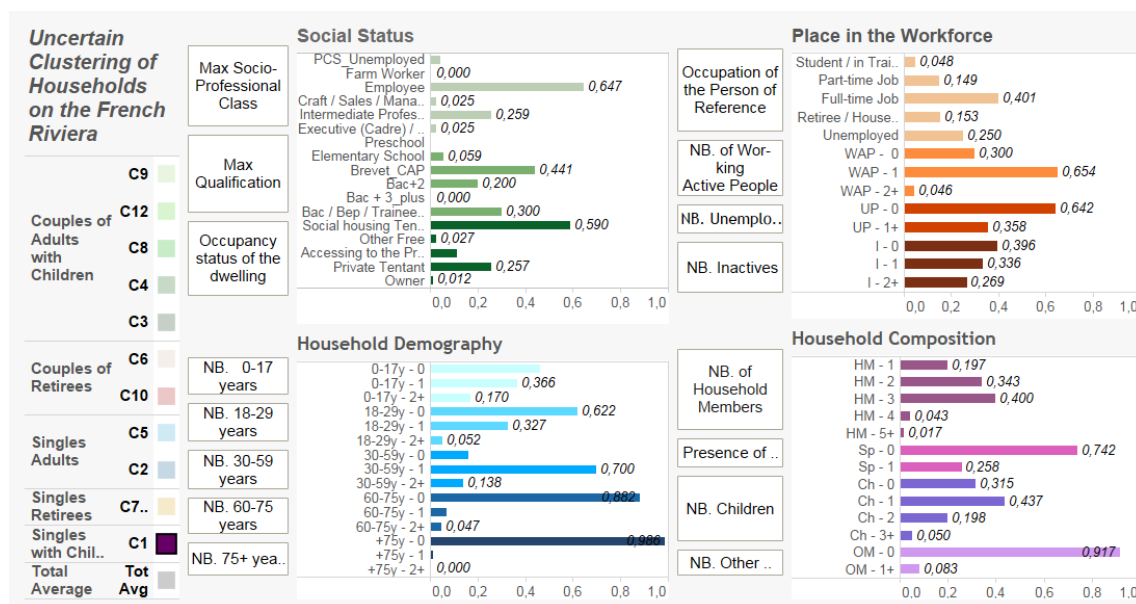 Uncertain
Clustering of
Households
on the French
Riviera
C9
Couples of
Adults
with
Children
C12
C8
C4
C3
Couples of
Retirees
C6
C10
Singles
Adults
C5
C2
Singles
Retirees
C7..
Singles
with Chil..
C1
Total
Average
Tot
Avg
Max Socio-
Professional
Class
Max
Qualification
Occupancy
status of the
dwelling
NB. 0-17
years
NB. 18-29
years
NB. 30-59
years
NB. 60-75
years
NB. 75+ yea..
Social Status
PCS_Unemployed
Farm Worker 0,000
Employee 0,647
Craft / Sales / Mana.. 0,025
Intermediate Profes.. 0,259
Executive (Cadre) / .. 0,025
Preschool
Elementary School 0,059
Brevet_CAP 0,441
Bac+2 0,200
Bac + 3_plus 0,000
Bac / Bep / Trainee.. 0,300
Social housing Ten.. 0,590
Other Free 0,027
Accessing to the Pr..
Private Tentant 0,257
Owner 0,012
0,0 0,2 0,4 0,6 0,8 1,0
Household Demography
0-17y - 0
0-17y - 1 0,366
0-17y - 2+ 0,170
18-29y - 0 0,622
18-29y - 1 0,327
18-29y - 2+ 0,052
30-59y - 0
30-59y - 1 0,700
30-59y - 2+ 0,138
60-75y - 0 0,882
60-75y - 1
60-75y - 2+ 0,047
+75y - 0 0,986
+75y - 1
+75y - 2+ 0,000
0,0 0,2 0,4 0,6 0,8 1,0
Occupation of
the Person of
Reference
NB. of Wor-
king
Active People
NB. Unemplo..
NB. Inactives
NB. of
Household
Members
Presence of ..
NB. Children
NB. Other ..
Place in the Workforce
Student / in Trai.. 0,048
Part-time Job 0,149
Full-time Job 0,401
Retiree / House.. 0,153
Unemployed 0,250
WAP - 0 0,300
WAP - 1 0,654
WAP - 2+ 0,046
UP - 0 0,642
UP - 1+ 0,358
I - 0 0,396
I - 1 0,336
I - 2+ 0,269
0,0 0,2 0,4 0,6 0,8 1,0
Household Composition
HM - 1 0,197
HM - 2 0,343
HM - 3 0,400
HM - 4 0,043
HM - 5+ 0,017
Sp - 0 0,742
Sp - 1 0,258
Ch - 0 0,315
Ch - 1 0,437
Ch - 2 0,198
Ch - 3+ 0,050
OM - 0 0,917
OM - 1+ 0,083
0,0 0,2 0,4 0,6 0,8 1,0